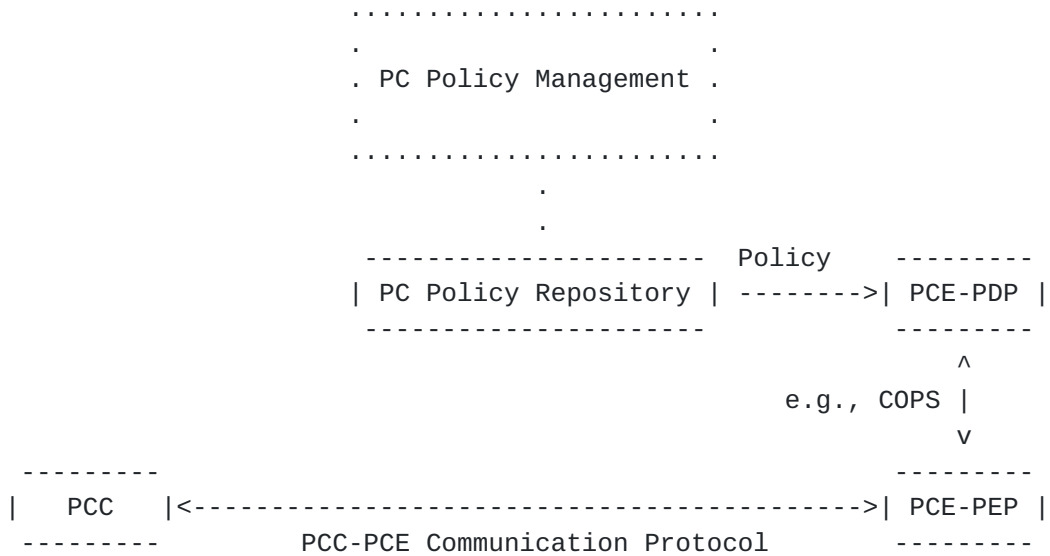 PC Policy Management
Policy
PC Policy Repository
PCE-PDP
e.g., COPS
PCC
PCE-PEP
PCC-PCE Communication Protocol